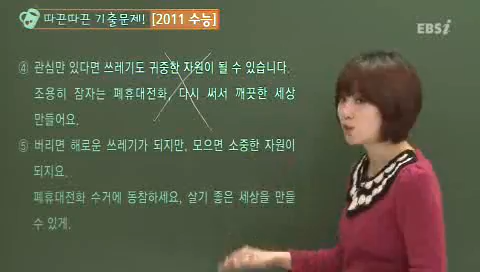 따끈따끈 기출문제! [2011 수능]
EBSi
④ 관심만 있다면 쓰레기도 귀중한 자원이 될 수 있습니다.
조용히 잠자는 폐휴대전화, 다시 써서 깨끗한 세상
만들어요.
⑤ 버리면 해로운 쓰레기가 되지만, 모으면 소중한 자원이
되지요.
폐휴대전화 수거에 동참하세요, 살기 좋은 세상을 만들
수 있게.